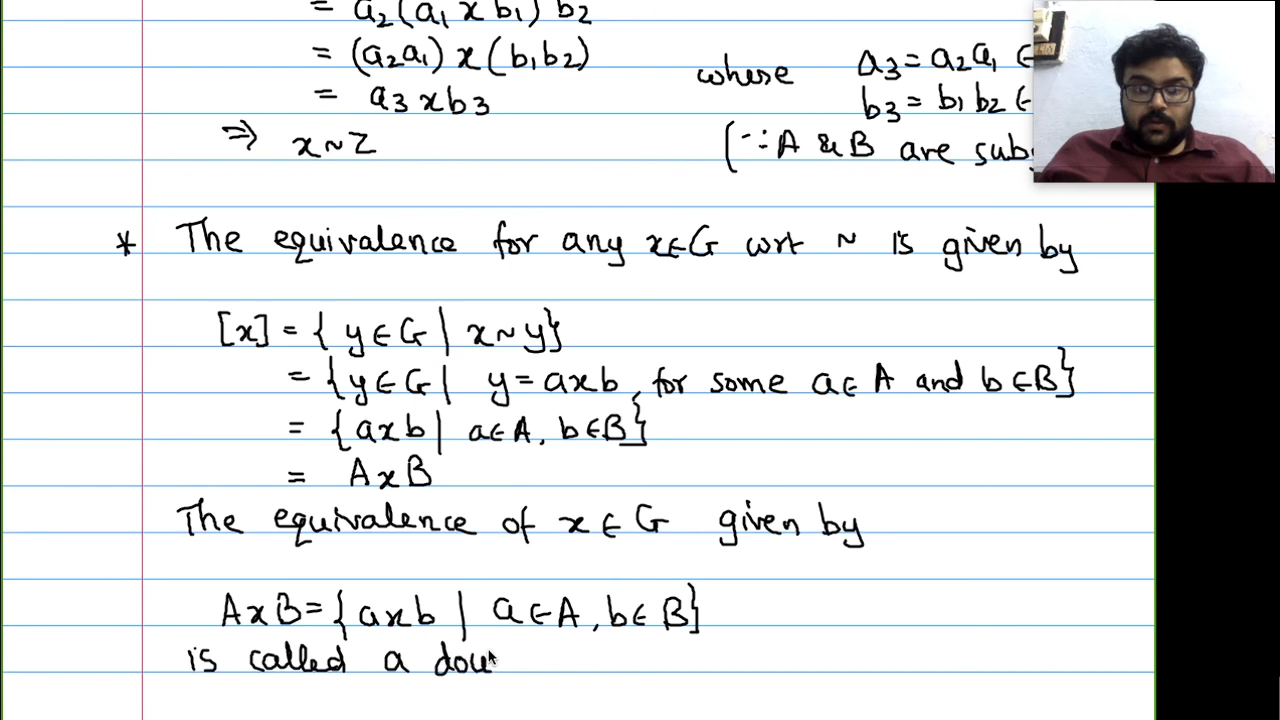 = a₂(a₁ x b₁) b₂
= (a₂a₁) x (b₁b₂)
= a₃ x b₃
where a₃ = a₂a₁ ∈
b₃ = b₁b₂ ∈
⇒ x ~ z
(∵ A & B are sub
* The equivalence for any x∈G wrt ~ is given by
[x] = { y ∈ G | x ~ y}
= {y ∈ G | y = axb, for some a ∈ A and b ∈ B}
= {axb | a∈A, b∈B}
= AxB
The equivalence of x ∈ G given by
AxB = {axb | a∈A, b∈B}
is called a dou